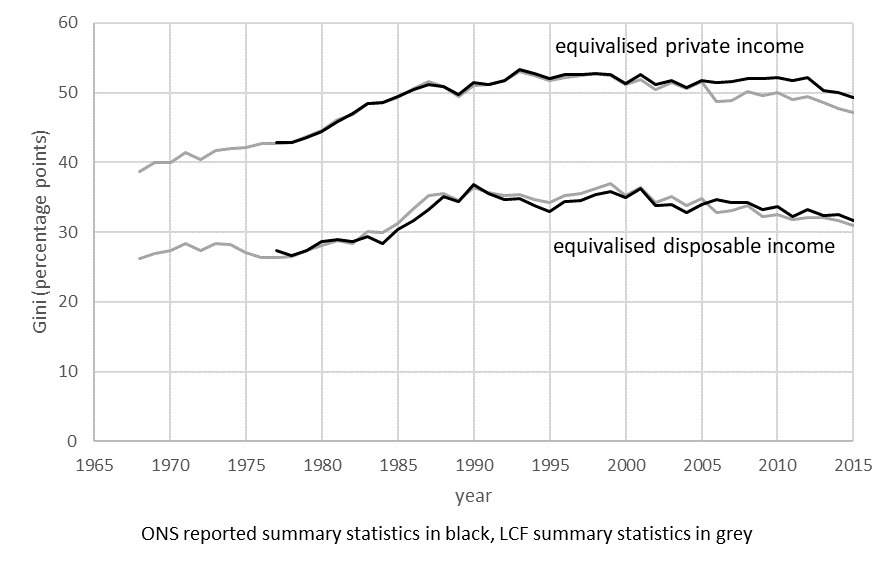 60
equivalised private income
50
40
30
equivalised disposable income
20
10
0
Gini (percentage points)
1965 1970 1975 1980 1985 1990 1995 2000 2005 2010 2015
year
ONS reported summary statistics in black, LCF summary statistics in grey